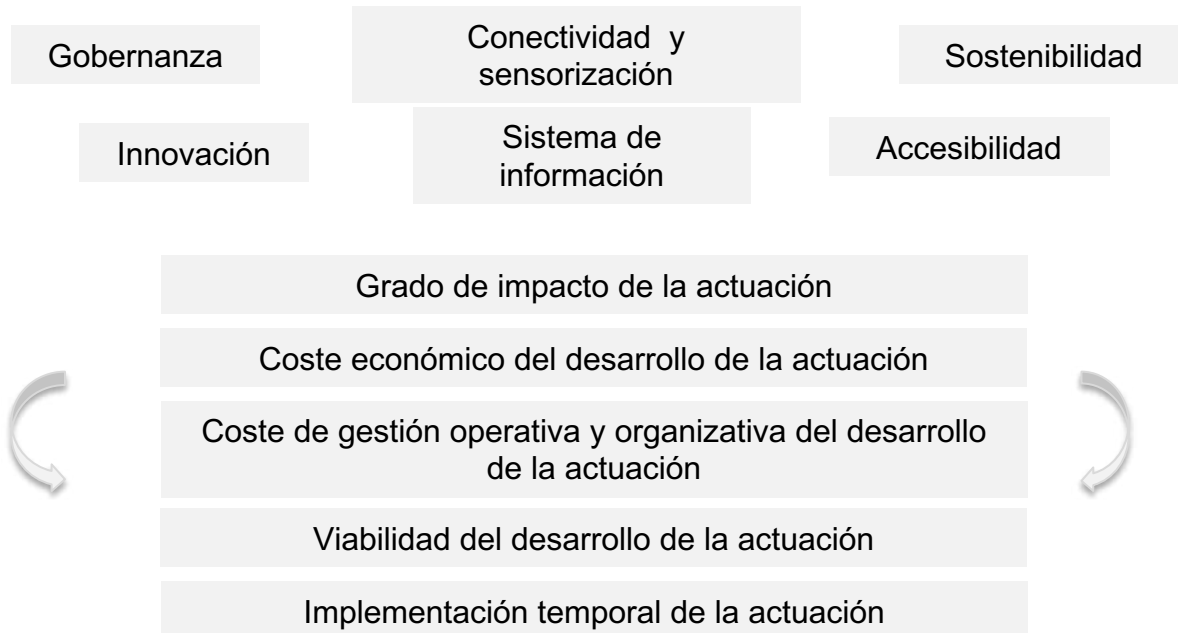 Gobernanza
Conectividad y
sensorización
Sostenibilidad
Innovación
Sistema de
información
Accesibilidad
Grado de impacto de la actuación
Coste económico del desarrollo de la actuación
Coste de gestión operativa y organizativa del desarrollo
de la actuación
Viabilidad del desarrollo de la actuación
Implementación temporal de la actuación